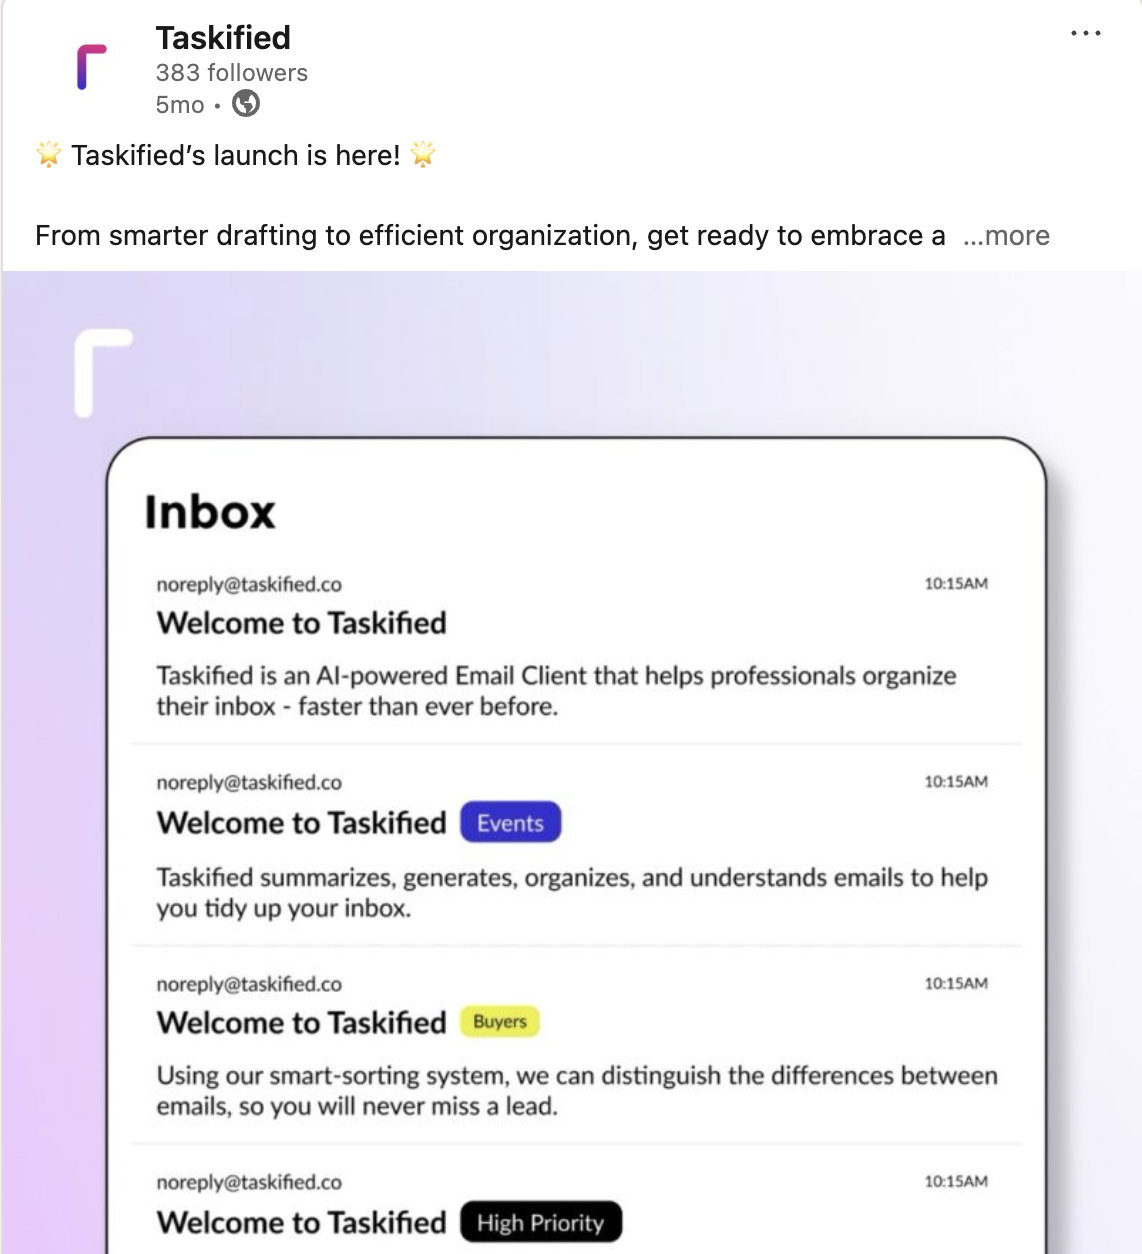 Taskified
383 followers
5mo •
🌟 Taskified’s launch is here! 🌟
From smarter drafting to efficient organization, get ready to embrace a ...more
Inbox
noreply@taskified.co 10:15AM
Welcome to Taskified
Taskified is an AI-powered Email Client that helps professionals organize
their inbox - faster than ever before.
noreply@taskified.co 10:15AM
Welcome to Taskified Events
Taskified summarizes, generates, organizes, and understands emails to help
you tidy up your inbox.
noreply@taskified.co 10:15AM
Welcome to Taskified Buyers
Using our smart-sorting system, we can distinguish the differences between
emails, so you will never miss a lead.
noreply@taskified.co 10:15AM
Welcome to Taskified High Priority